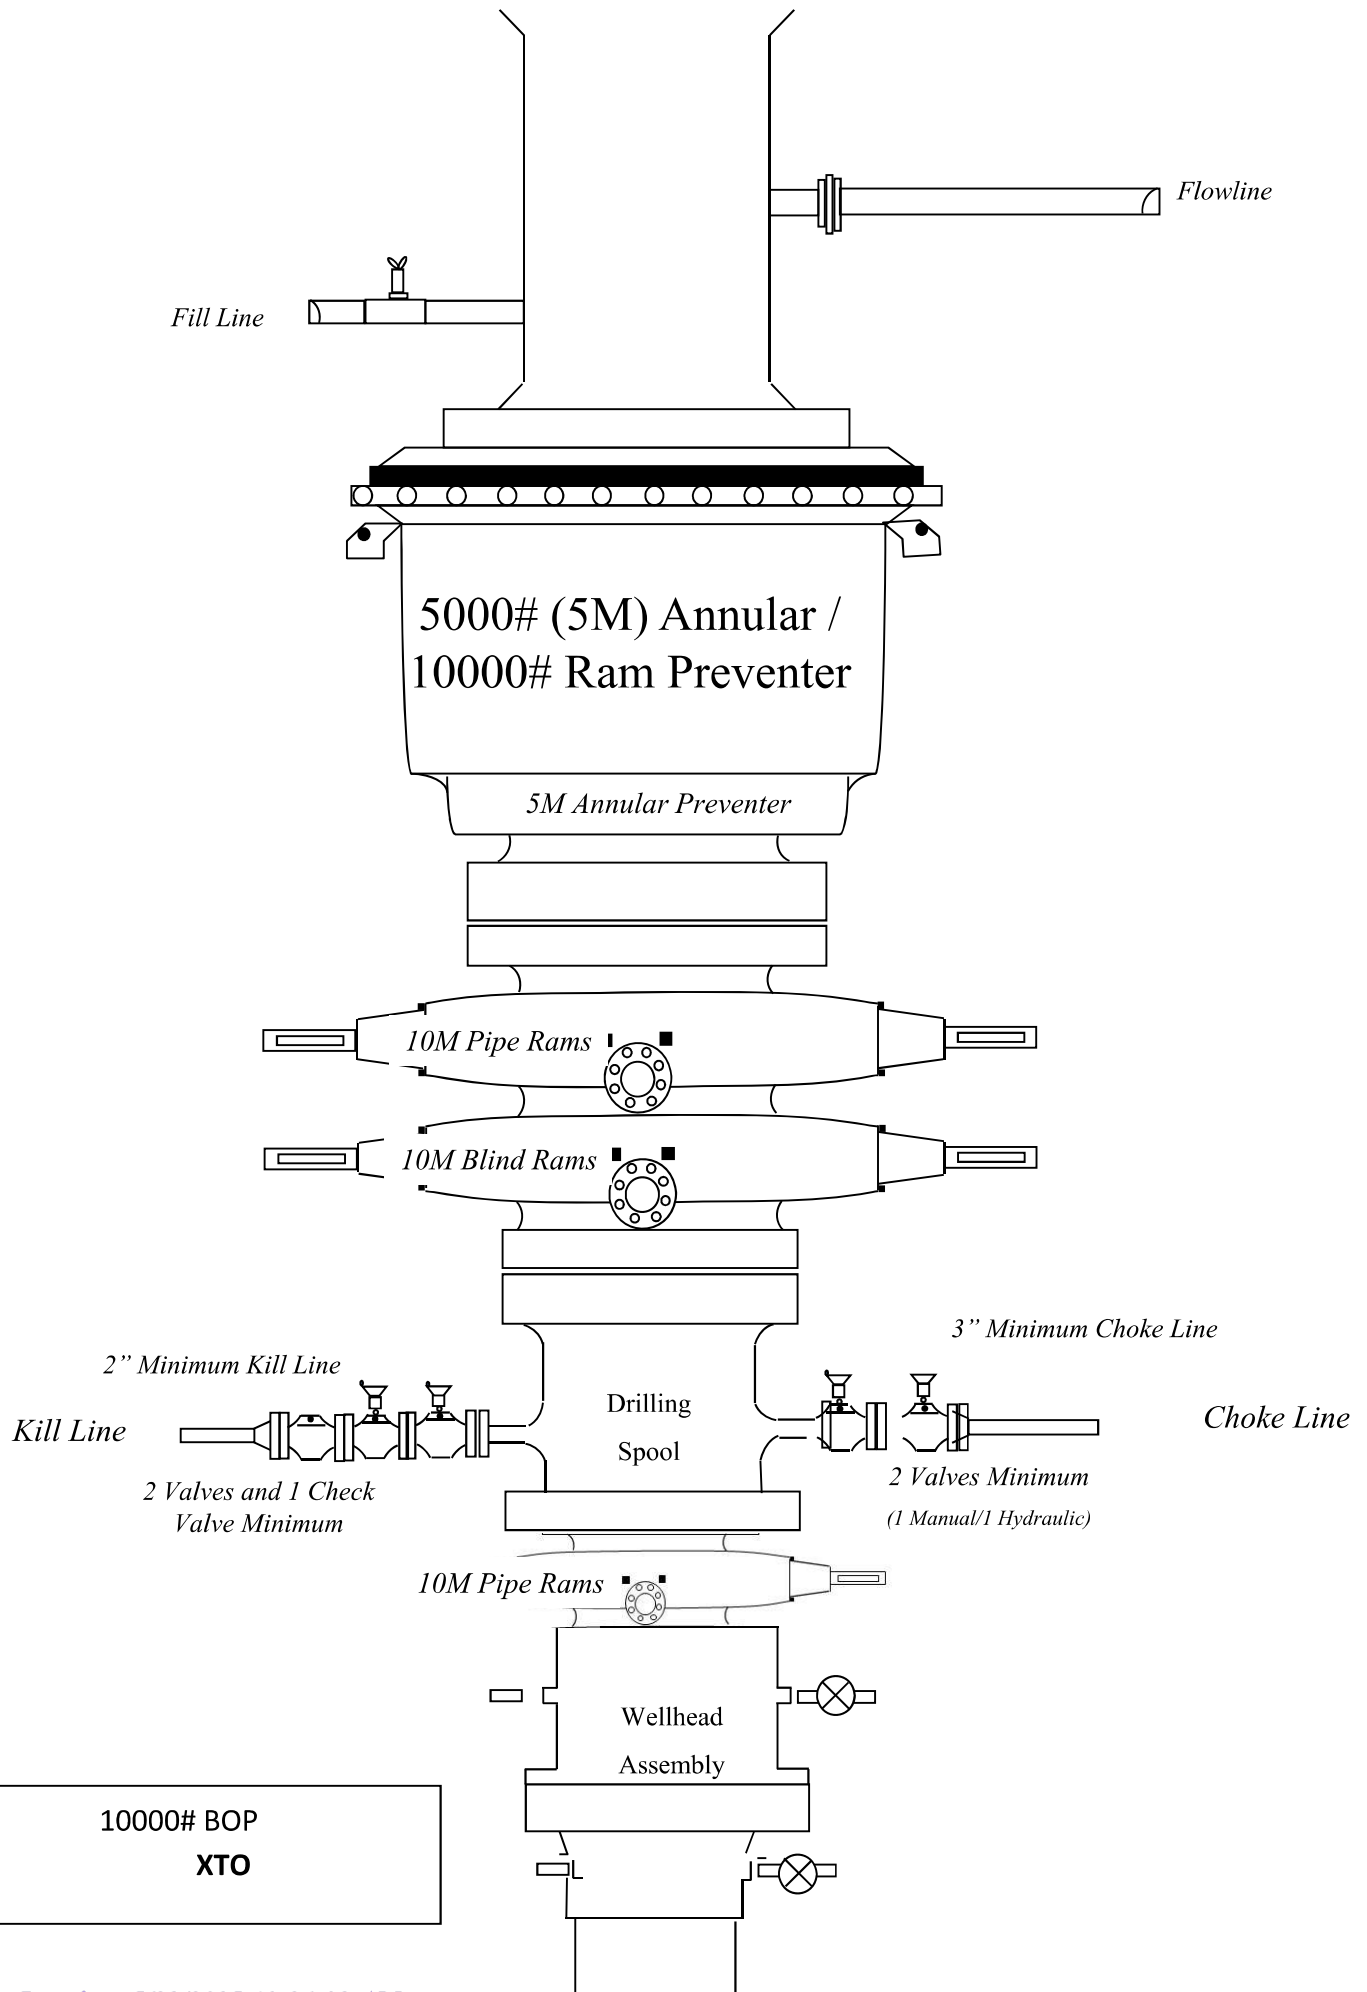 Flowline
Fill Line
5000# (5M) Annular /
10000# Ram Preventer
5M Annular Preventer
10M Pipe Rams
10M Blind Rams
3” Minimum Choke Line
2” Minimum Kill Line
Drilling
Spool
Kill Line
Choke Line
2 Valves and 1 Check
Valve Minimum
2 Valves Minimum
(1 Manual/1 Hydraulic)
10M Pipe Rams
Wellhead
Assembly
10000# BOP
XTO